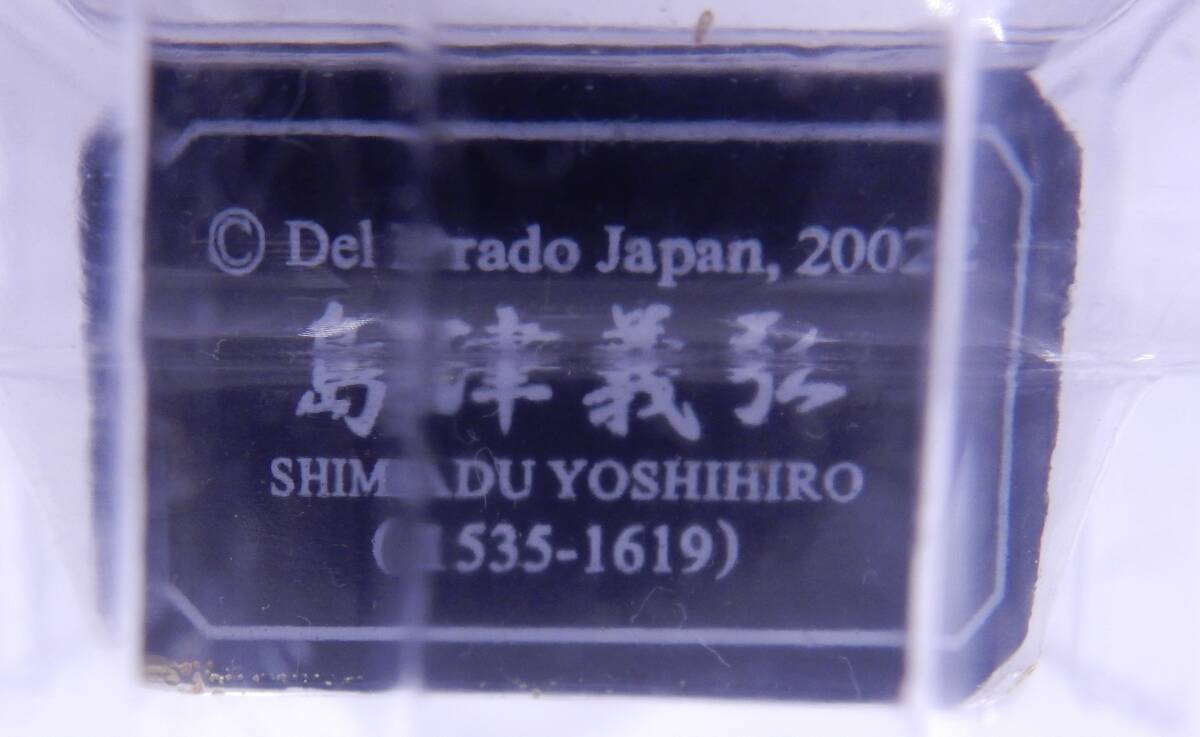 © Del Prado Japan, 2002
島津義弘
SHIMADU YOSHIHIRO
(1535-1619)